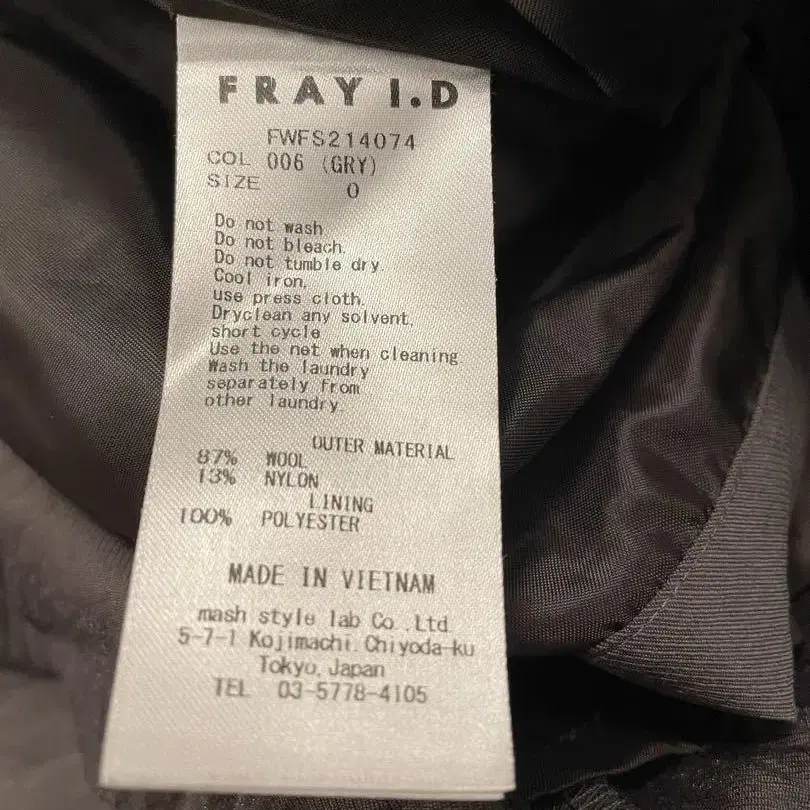 FRAY I.D
FWFS214074
COL 006 (GRY)
SIZE 0
Do not wash
Do not bleach.
Do not tumble dry.
Cool iron.
use press cloth.
Dryclean any solvent,
short cycle
Use the net when cleaning
Wash the laundry
separately from
other laundry.
OUTER MATERIAL
87% WOOL
13% NYLON
LINING
100% POLYESTER
MADE IN VIETNAM
mash style lab Co.,Ltd
5-7-1 Kojimachi, Chiyoda-ku
Tokyo, Japan
TEL 03-5778-4105